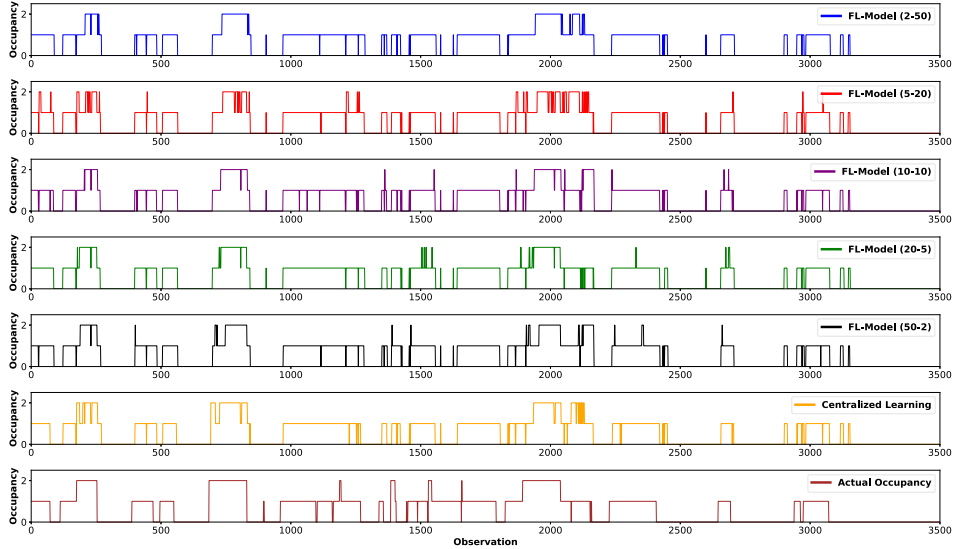 Occupancy
2
0
FL-Model (2-50)
0 500 1000 1500 2000 2500 3000 3500
Occupancy
2
0
FL-Model (5-20)
0 500 1000 1500 2000 2500 3000 3500
Occupancy
2
0
FL-Model (10-10)
0 500 1000 1500 2000 2500 3000 3500
Occupancy
2
0
FL-Model (20-5)
0 500 1000 1500 2000 2500 3000 3500
Occupancy
2
0
FL-Model (50-2)
0 500 1000 1500 2000 2500 3000 3500
Occupancy
2
0
Centralized Learning
0 500 1000 1500 2000 2500 3000 3500
Occupancy
2
0
Actual Occupancy
0 500 1000 1500 2000 2500 3000 3500
Observation